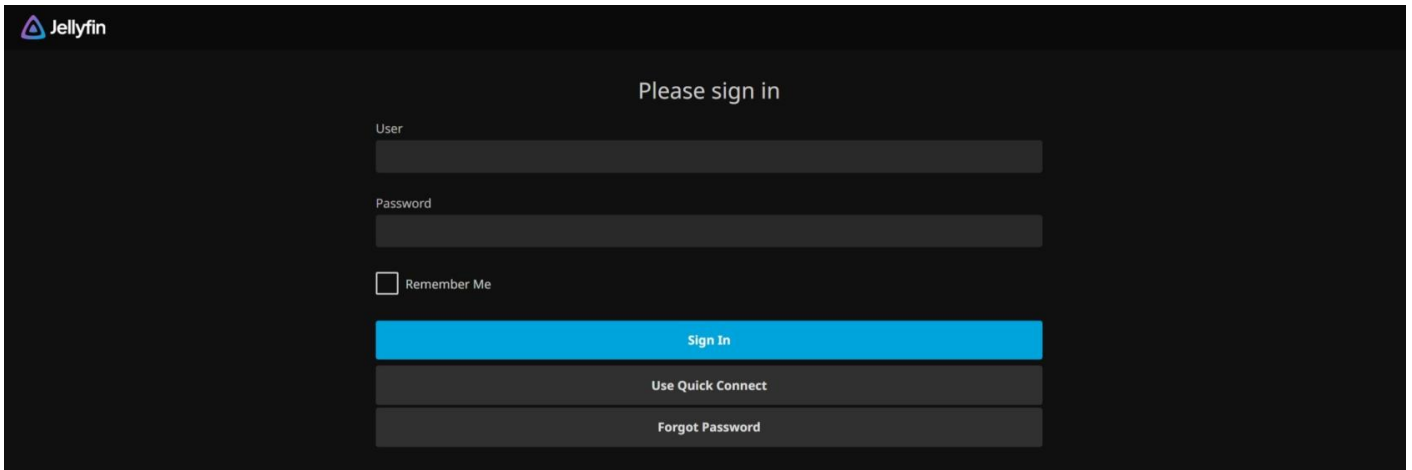 Jellyfin
Please sign in
User
Password
Remember Me
Sign In
Use Quick Connect
Forgot Password